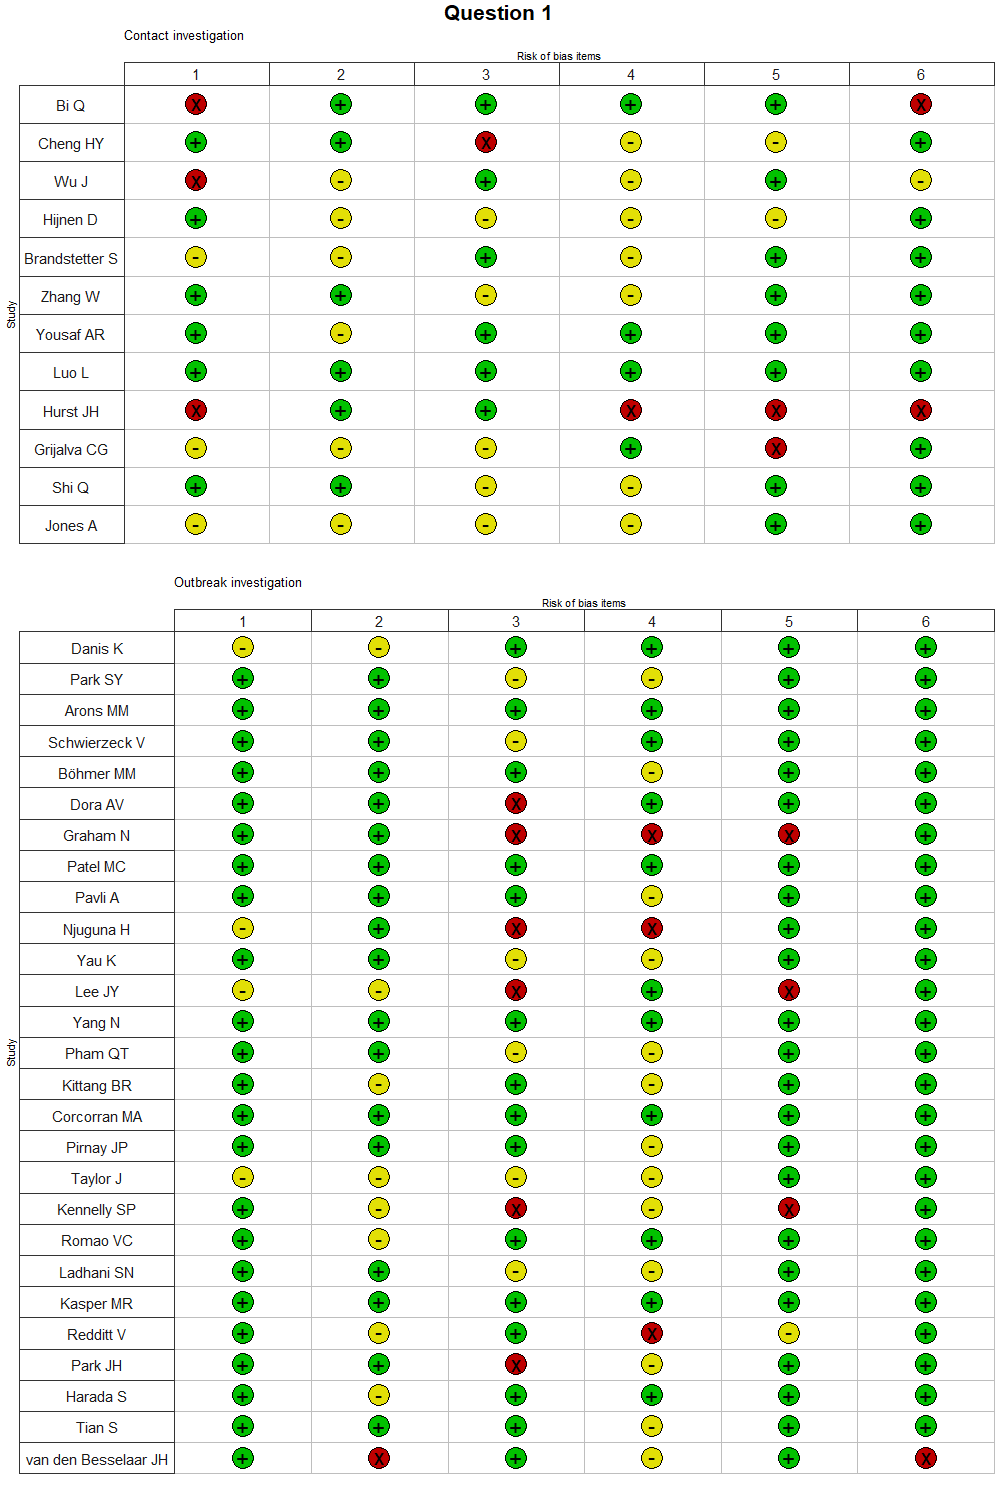 Question 1
Contact investigation
Risk of bias items
1 2 3 4 5 6
Study
Bi Q X + + + + X
Cheng HY + + X - - +
Wu J X - + - + -
Hijnen D + - - - - +
Brandstetter S - - + - + +
Zhang W + + - - + +
Yousaf AR + - + + + +
Luo L + + + + + +
Hurst JH X + + X X X
Grijalva CG - - - + X +
Shi Q + + - - + +
Jones A - - - - + +
Outbreak investigation
Risk of bias items
1 2 3 4 5 6
Study
Danis K - - + + + +
Park SY + + - - + +
Arons MM + + + + + +
Schwierzeck V + + - + + +
Böhmer MM + + + - + +
Dora AV + + X + + +
Graham N + + X X X +
Patel MC + + + + + +
Pavli A + + + - + +
Njuguna H - + X X + +
Yau K + + - - + +
Lee JY - - X + X +
Yang N + + + + + +
Pham QT + + - - + +
Kittang BR + - + - + +
Corcorran MA + + + + + +
Pirnay JP + + + - + +
Taylor J - - - - + +
Kennelly SP + - X - X +
Romao VC + - + + + +
Ladhani SN + + - - + +
Kasper MR + + + + + +
Redditt V + - + X - +
Park JH + + X - + +
Harada S + - + + + +
Tian S + + + - + +
van den Besselaar JH + X + - + X